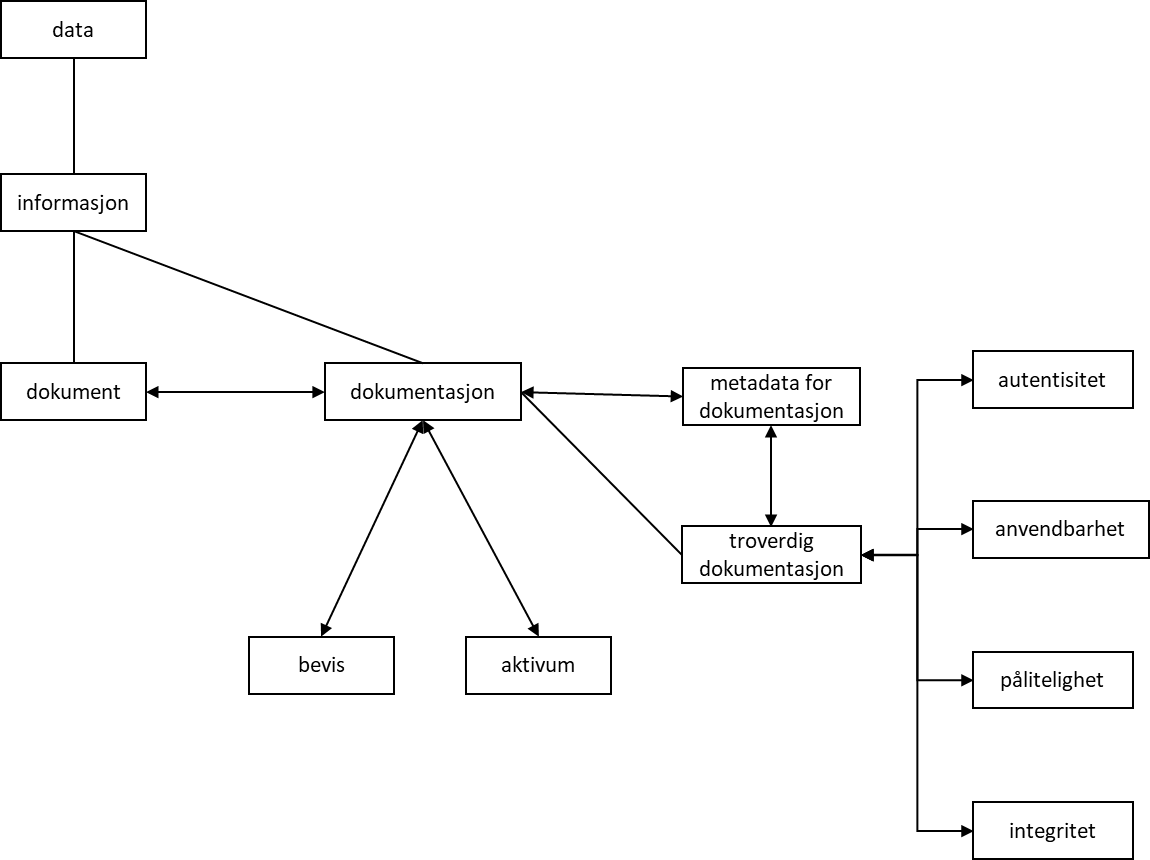 data
informasjon
dokument
dokumentasjon
metadata for
dokumentasjon
troverdig
dokumentasjon
autentisitet
anvendbarhet
pålitelighet
integritet
bevis
aktivum